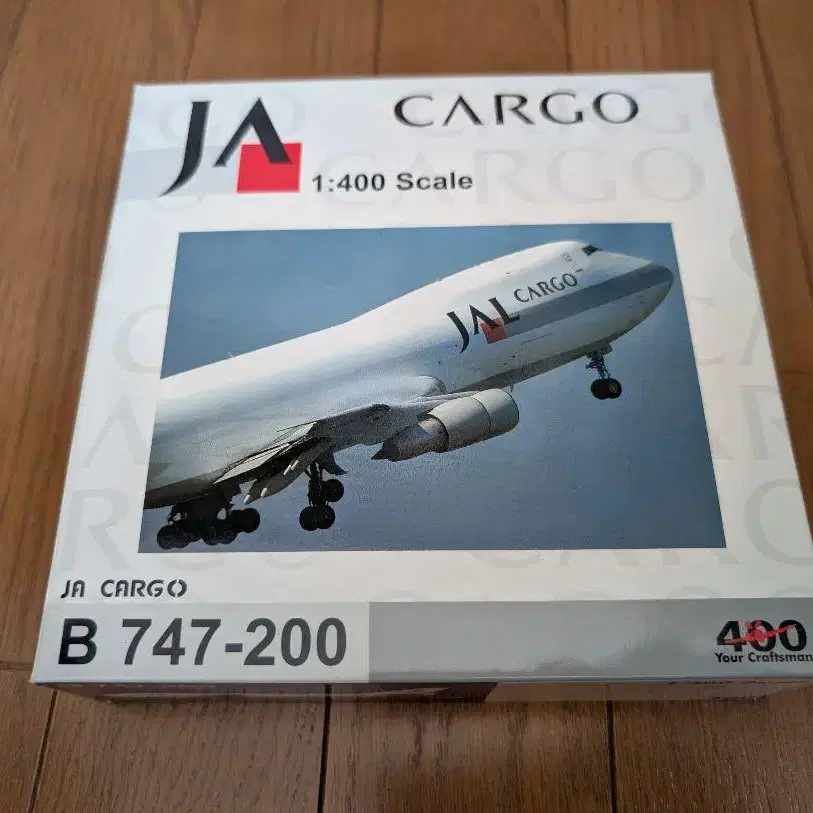 JA CARGO
1:400 Scale
JAL CARGO
JA CARGO
B 747-200
400
Your Craftsman